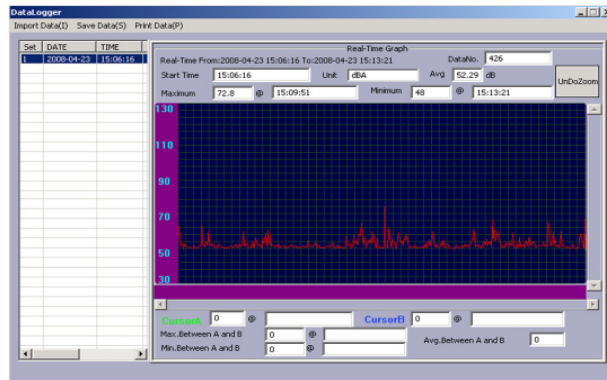 DataLogger
Import Data(I) Save Data(S) Print Data(P)
Set DATE TIME
1 2008-04-23 15:06:16
Real-Time Graph
Real-Time From:2008-04-23 15:06:16 To:2008-04-23 15:13:21 DataNo. 426
Start Time 15:06:16 Unit dBA Avg 52.29 dB
UnDoZoom
Maximum 72.8 @ 15:09:51 Minimum 48 @ 15:13:21
130
110
90
70
50
30
CursorA 0 @ CursorB 0 @
Max.Between A and B 0 @
Avg.Between A and B 0
Min.Between A and B 0 @